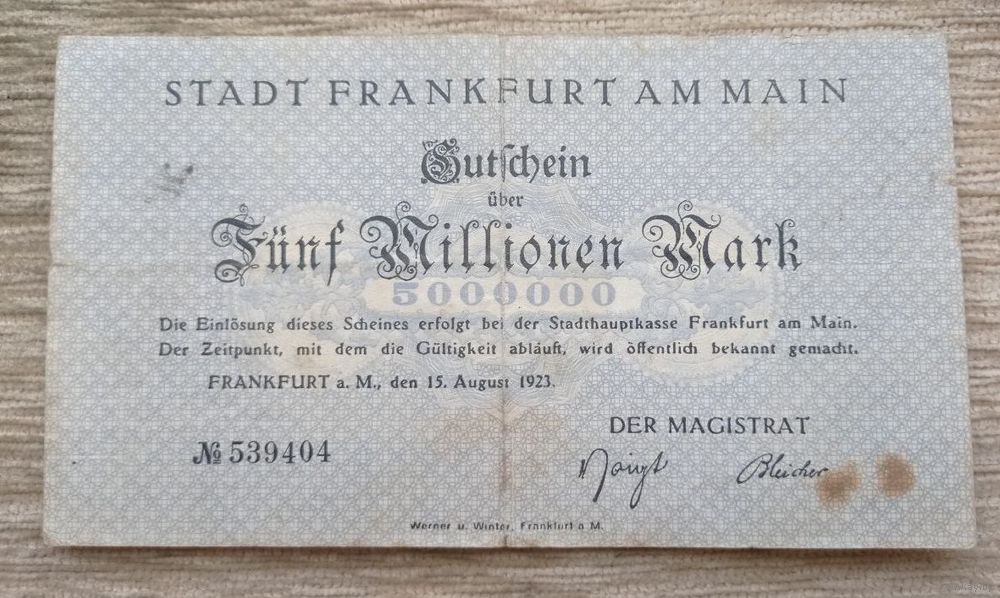 STADT FRANKFURT AM MAIN
Gutschein
über
Fünf Millionen Mark
5000000
Die Einlösung dieses Scheines erfolgt bei der Stadthauptkasse Frankfurt am Main.
Der Zeitpunkt, mit dem die Gültigkeit abläuft, wird öffentlich bekannt gemacht.
FRANKFURT a. M., den 15. August 1923.
DER MAGISTRAT
№ 539404
Voigt Bleicher
Werner u. Winter, Frankfurt a M.